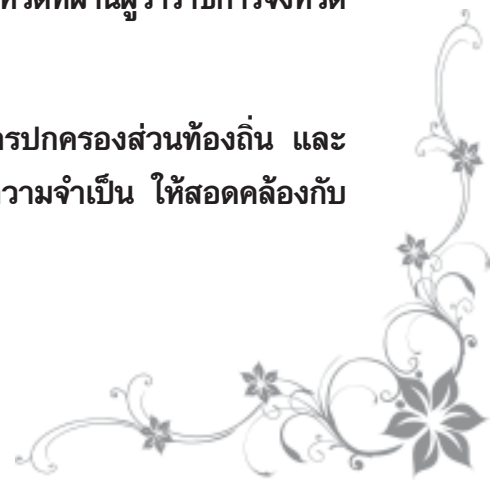 ที่ผ่านผู้ว่าราชการจังหวัด
รปกครองส่วนท้องถิ่น และ
วามจำเป็น ให้สอดคล้องกับ